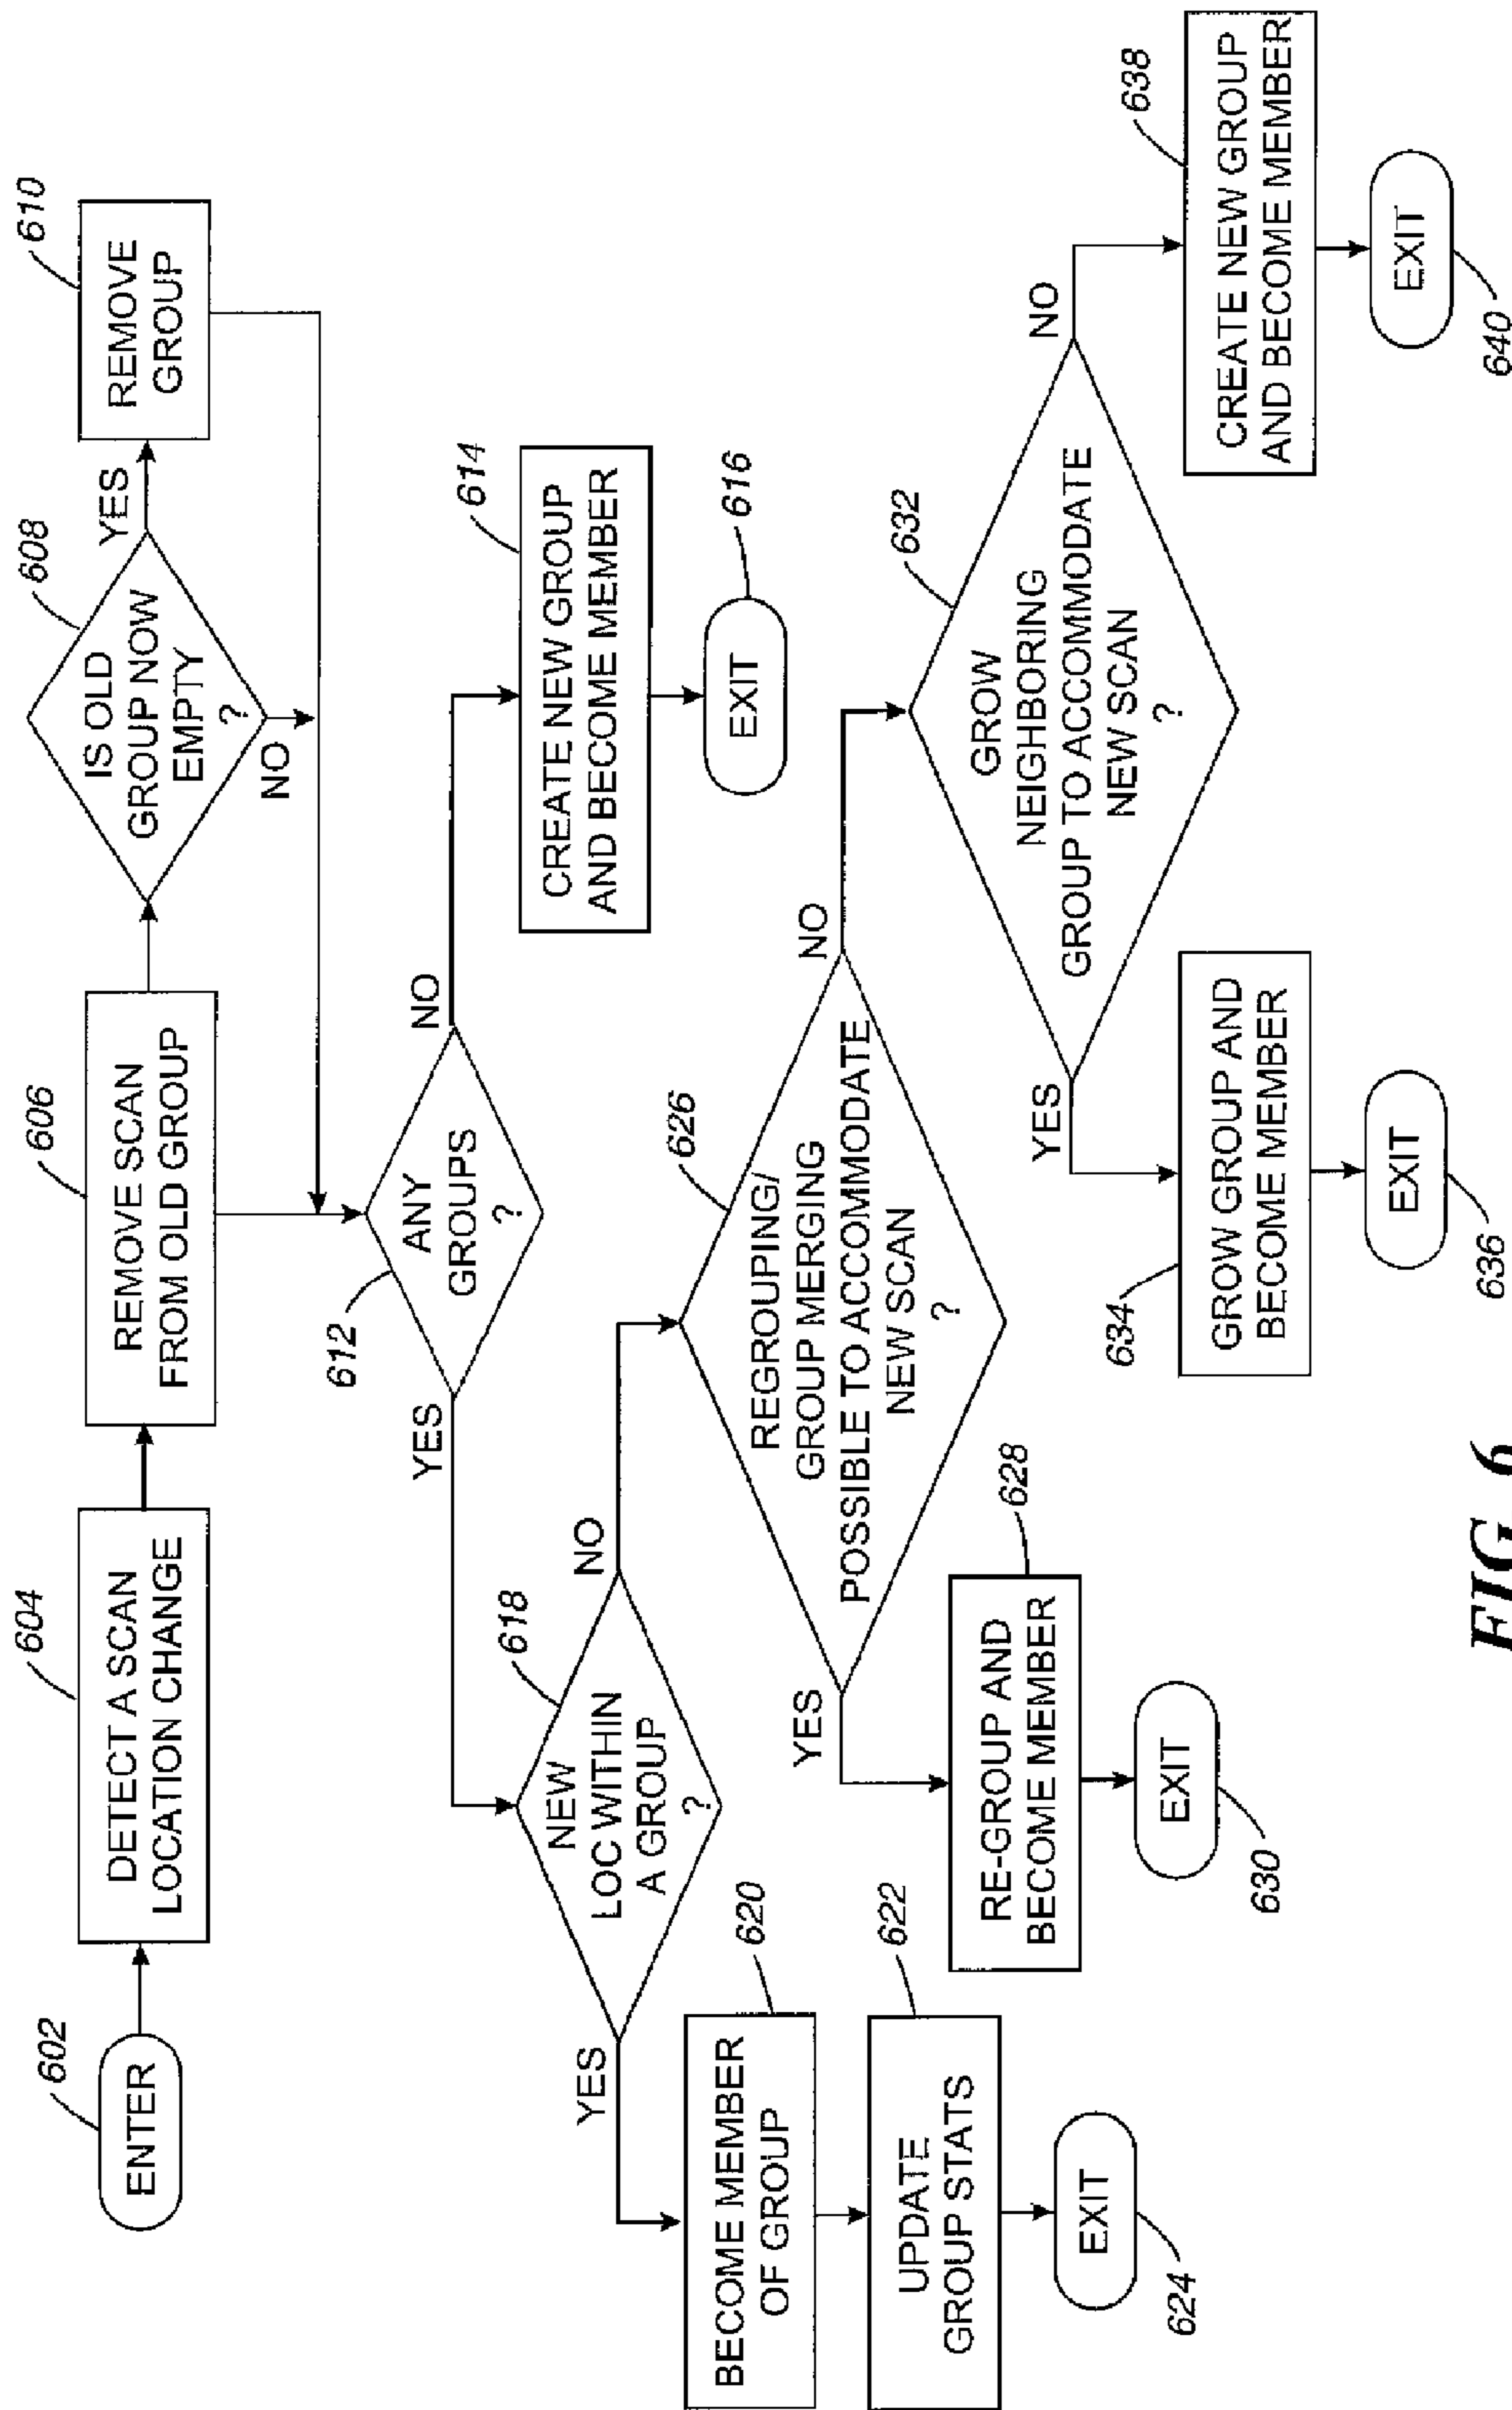 602
ENTER
604
DETECT A SCAN
LOCATION CHANGE
606
REMOVE SCAN
FROM OLD GROUP
608
IS OLD
GROUP NOW
EMPTY
?
YES
NO
610
REMOVE
GROUP
612
ANY
GROUPS
?
YES
NO
614
CREATE NEW GROUP
AND BECOME MEMBER
616
EXIT
618
NEW
LOC WITHIN
A GROUP
?
YES
NO
620
BECOME MEMBER
OF GROUP
622
UPDATE
GROUP STATS
624
EXIT
626
REGROUPING/
GROUP MERGING
POSSIBLE TO ACCOMMODATE
NEW SCAN
?
YES
NO
628
RE-GROUP AND
BECOME MEMBER
630
EXIT
632
GROW
NEIGHBORING
GROUP TO ACCOMMODATE
NEW SCAN
?
YES
NO
634
GROW GROUP AND
BECOME MEMBER
636
EXIT
638
CREATE NEW GROUP
AND BECOME MEMBER
640
EXIT
FIG. 6